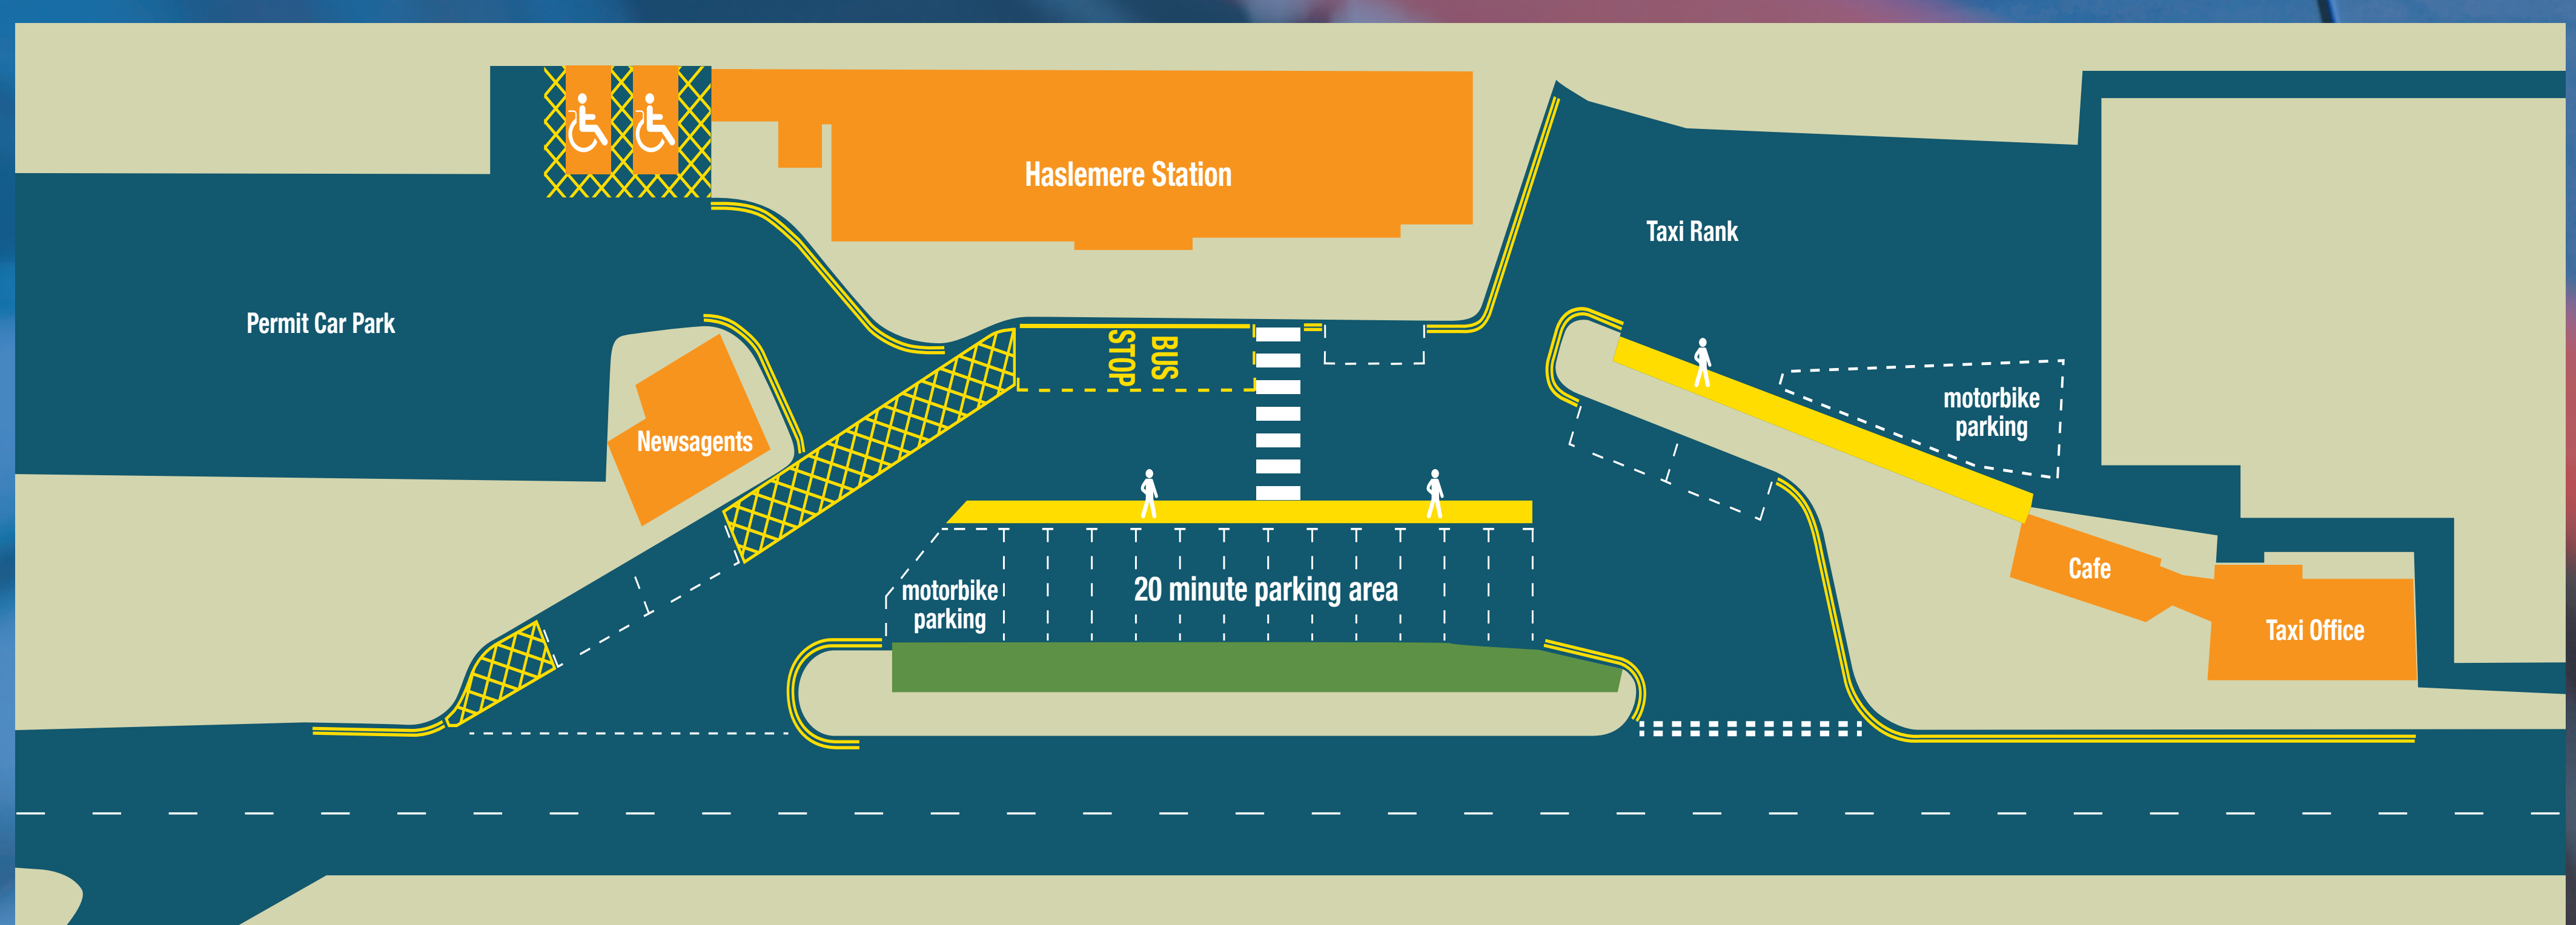 Haslemere Station
Taxi Rank
Permit Car Park
BUS
STOP
motorbike
parking
Newsagents
Cafe
motorbike
parking
20 minute parking area
Taxi Office